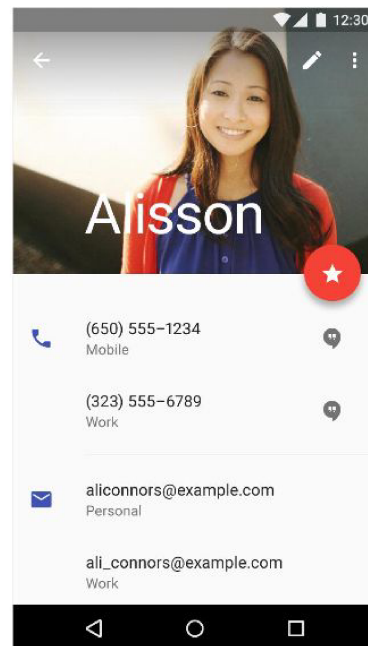 12:30
Alisson
(650) 555-1234
Mobile
(323) 555-6789
Work
aliconnors@example.com
Personal
ali_connors@example.com
Work